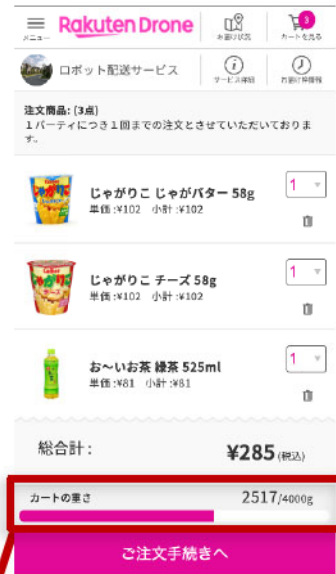 Rakuten Drone
3
メニュー
お届け状況
カートを見る
ロボット配送サービス
サービス詳細
お届け枠情報
注文商品: (3点)
1パーティにつき1回までの注文とさせていただいております。
じゃがりこ じゃがバター 58g
単価:¥102 小計:¥102
1
じゃがりこ チーズ 58g
単価:¥102 小計:¥102
1
お～いお茶 緑茶 525ml
単価:¥81 小計:¥81
1
総合計:
¥285(税込)
カートの重さ
2517/4000g
ご注文手続きへ